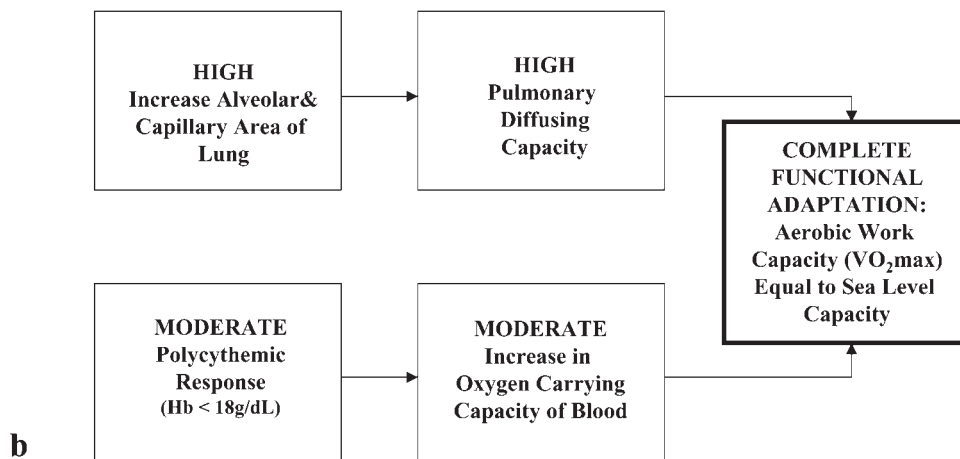 HIGH
Increase Alveolar&
Capillary Area of
Lung
HIGH
Pulmonary
Diffusing
Capacity
COMPLETE
FUNCTIONAL
ADAPTATION:
Aerobic Work
Capacity (VO₂max)
Equal to Sea Level
Capacity
MODERATE
Polycythemic
Response
(Hb < 18g/dL)
MODERATE
Increase in
Oxygen Carrying
Capacity of Blood
b